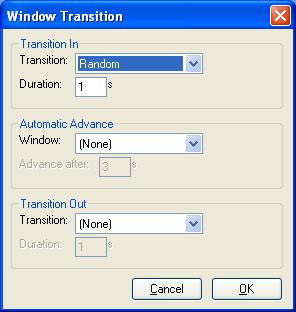 Window Transition
Transition In
Transition: Random
Duration: 1 s
Automatic Advance
Window: (None)
Advance after: 3 s
Transition Out
Transition: (None)
Duration: 1 s
Cancel OK